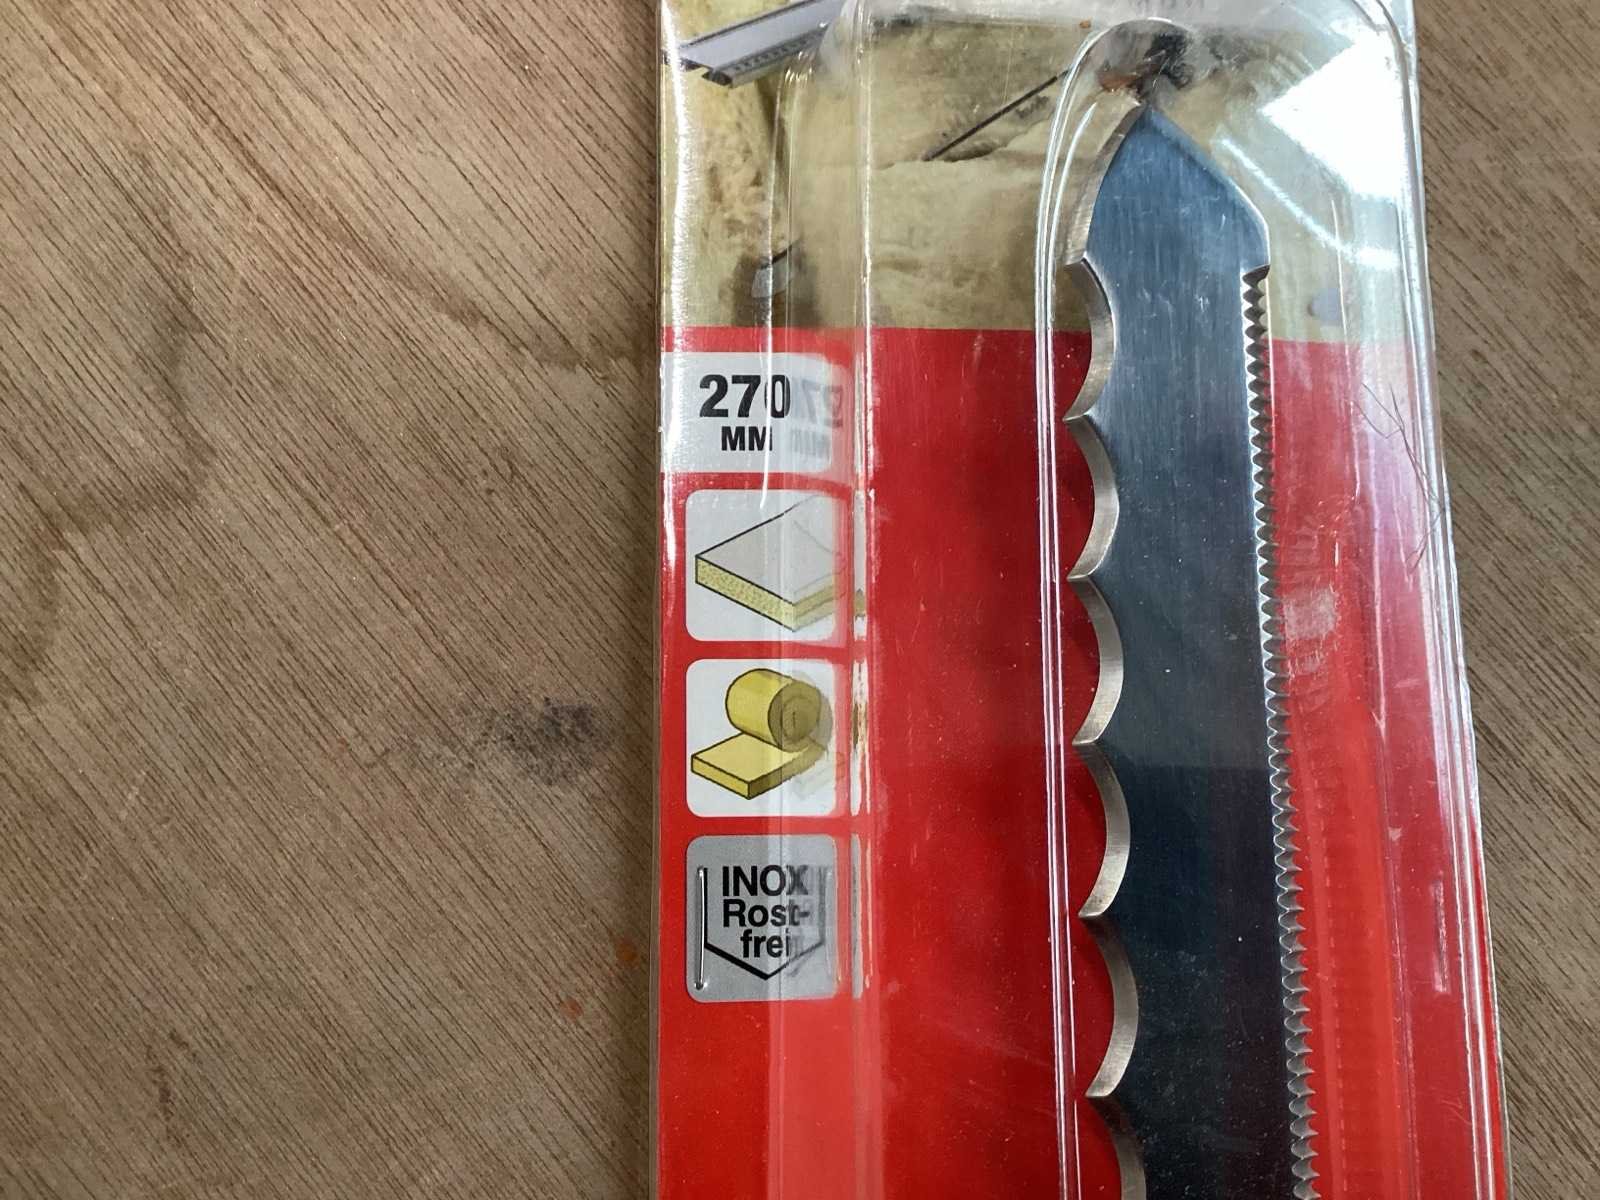 270
MM
INOX
Rost-
frei